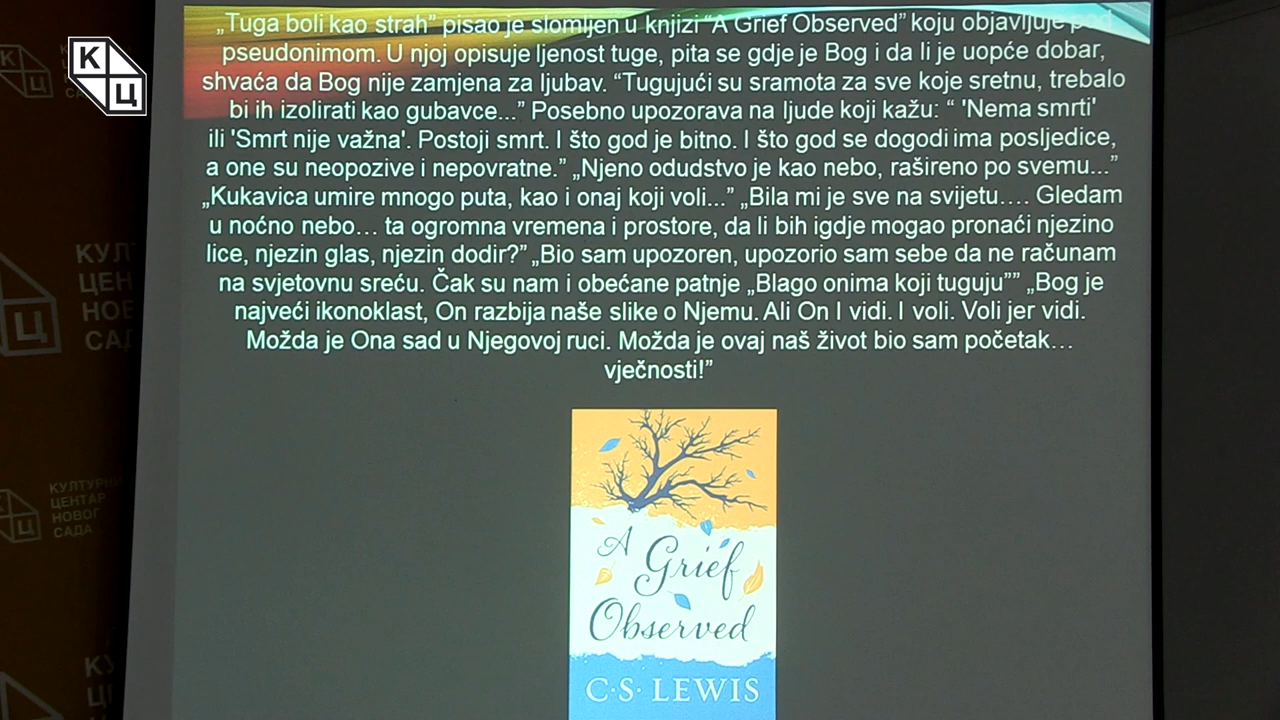 „Tuga boli kao strah” pisao je slomljen u knjizi “A Grief Observed” koju objavljuje pod
pseudonimom. U njoj opisuje ljenost tuge, pita se gdje je Bog i da li je uopće dobar,
shvaća da Bog nije zamjena za ljubav. “Tugujući su sramota za sve koje sretnu, trebalo
bi ih izolirati kao gubavce...” Posebno upozorava na ljude koji kažu: “ 'Nema smrti'
ili 'Smrt nije važna'. Postoji smrt. I što god je bitno. I što god se dogodi ima posljedice,
a one su neopozive i nepovratne.” „Njeno odudstvo je kao nebo, rašireno po svemu...”
„Kukavica umire mnogo puta, kao i onaj koji voli...” „Bila mi je sve na svijetu…. Gledam
u noćno nebo… ta ogromna vremena i prostore, da li bih igdje mogao pronaći njezino
lice, njezin glas, njezin dodir?” „Bio sam upozoren, upozorio sam sebe da ne računam
na svjetovnu sreću. Čak su nam i obećane patnje „Blago onima koji tuguju”” „Bog je
najveći ikonoklast, On razbija naše slike o Njemu. Ali On I vidi. I voli. Voli jer vidi.
Možda je Ona sad u Njegovoj ruci. Možda je ovaj naš život bio sam početak…
vječnosti!”
A Grief
Observed
C·S· LEWIS
К
Ц
КУЛТ
ЦЕН
НОВ
САД
КУЛТУРНИ
ЦЕНТАР
НОВОГ
САДА